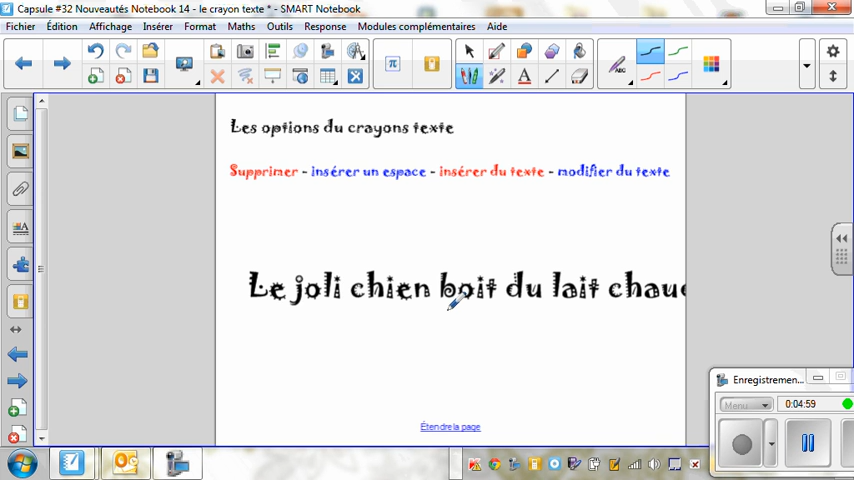 Capsule #32 Nouveautés Notebook 14 - le crayon texte * - SMART Notebook
Fichier Édition Affichage Insérer Format Maths Outils Response Modules complémentaires Aide
π A ABC
Les options du crayons texte
Supprimer - insérer un espace - insérer du texte - modifier du texte
Le joli chien boit du lait chaud
Étendre la page
Enregistremen...
Menu 0:04:59